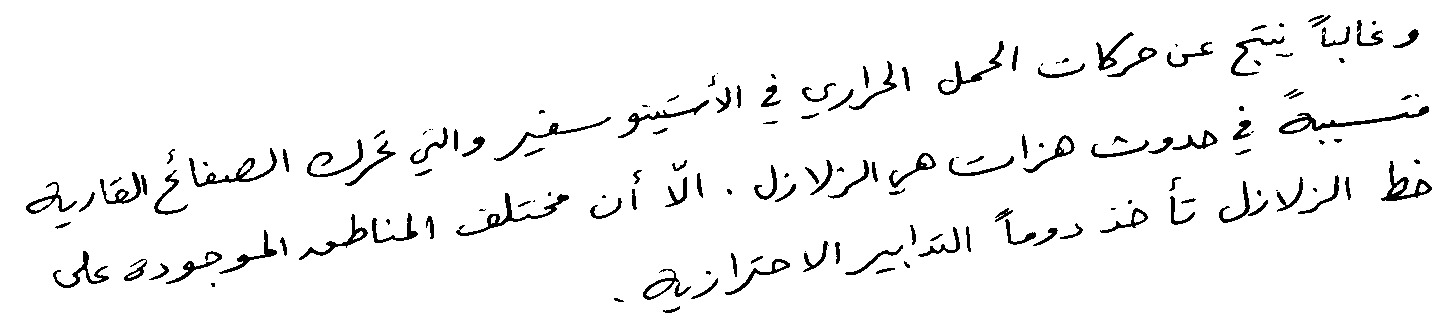 وغالباً ينتج عن حركات الحمل الحراري في الأستينوسفير والتي تحرك الصفائح القارية
متسببةً في حدوث هزات هي الزلازل. الّا أن مختلف المناطق الموجودة على
خط الزلازل تأخذ دوماً التدابير الاحترازية.